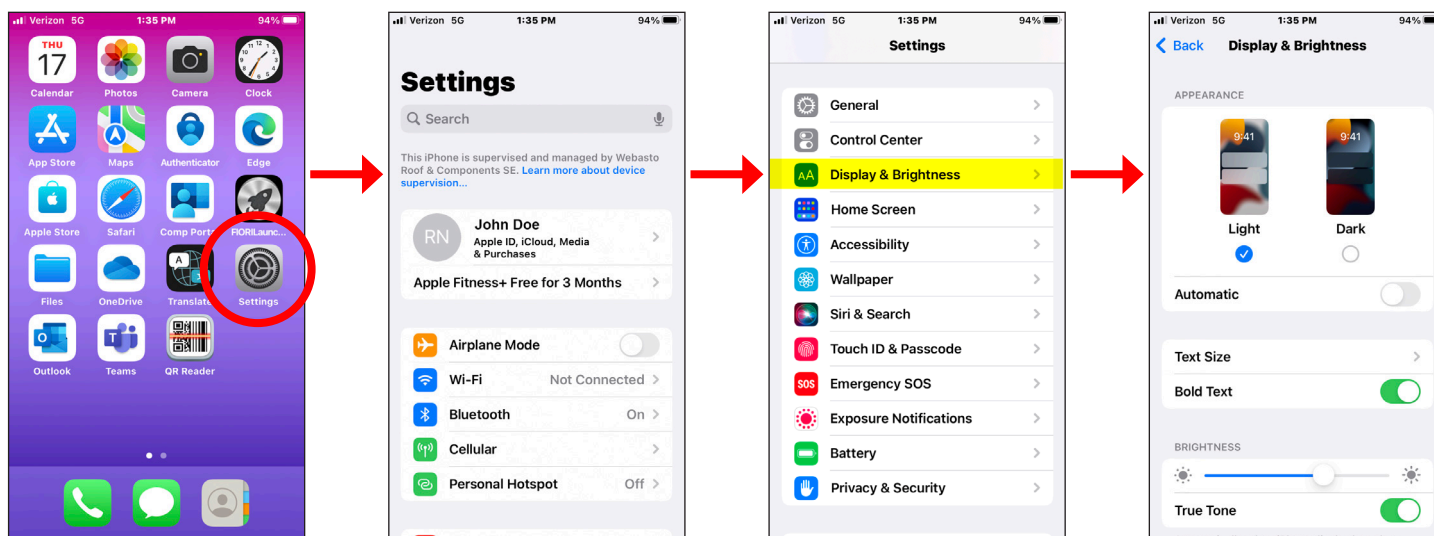 Verizon 5G 1:35 PM 94%
THU
17
Calendar Photos Camera Clock
App Store Maps Authenticator Edge
Apple Store Safari Comp Port FIORILaunc...
Files OneDrive Translate Settings
Outlook Teams QR Reader
Verizon 5G 1:35 PM 94%
Settings
Search
This iPhone is supervised and managed by Webasto
Roof & Components SE. Learn more about device
supervision...
RN
John Doe
Apple ID, iCloud, Media
& Purchases
Apple Fitness+ Free for 3 Months
Airplane Mode
Wi-Fi Not Connected
Bluetooth On
Cellular
Personal Hotspot Off
Verizon 5G 1:35 PM 94%
Settings
General
Control Center
AA Display & Brightness
Home Screen
Accessibility
Wallpaper
Siri & Search
Touch ID & Passcode
SOS Emergency SOS
Exposure Notifications
Battery
Privacy & Security
Verizon 5G 1:35 PM 94%
Back Display & Brightness
APPEARANCE
9:41 9:41
Light Dark
Automatic
Text Size
Bold Text
BRIGHTNESS
True Tone